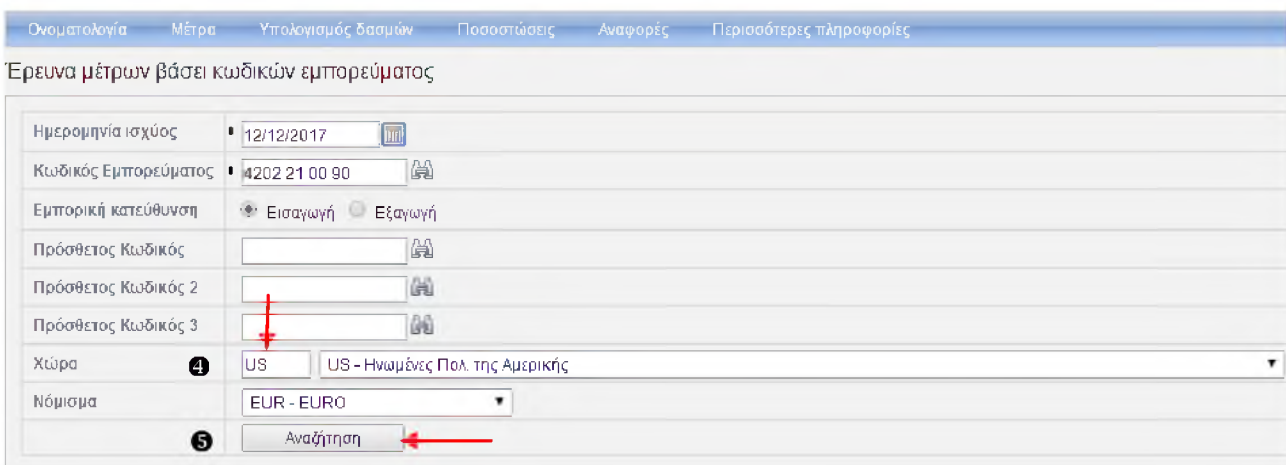 Ονοματολογία Μέτρα Υπολογισμός δασμών Ποσοστώσεις Αναφορές Περισσότερες πληροφορίες
Έρευνα μέτρων βάσει κωδικών εμπορεύματος
Ημερομηνία ισχύος 12/12/2017
Κωδικός Εμπορεύματος 4202 21 00 90
Εμπορική κατεύθυνση Εισαγωγή Εξαγωγή
Πρόσθετος Κωδικός
Πρόσθετος Κωδικός 2
Πρόσθετος Κωδικός 3
Χώρα 4 US US - Ηνωμένες Πολ. της Αμερικής
Νόμισμα EUR - EURO
5 Αναζήτηση